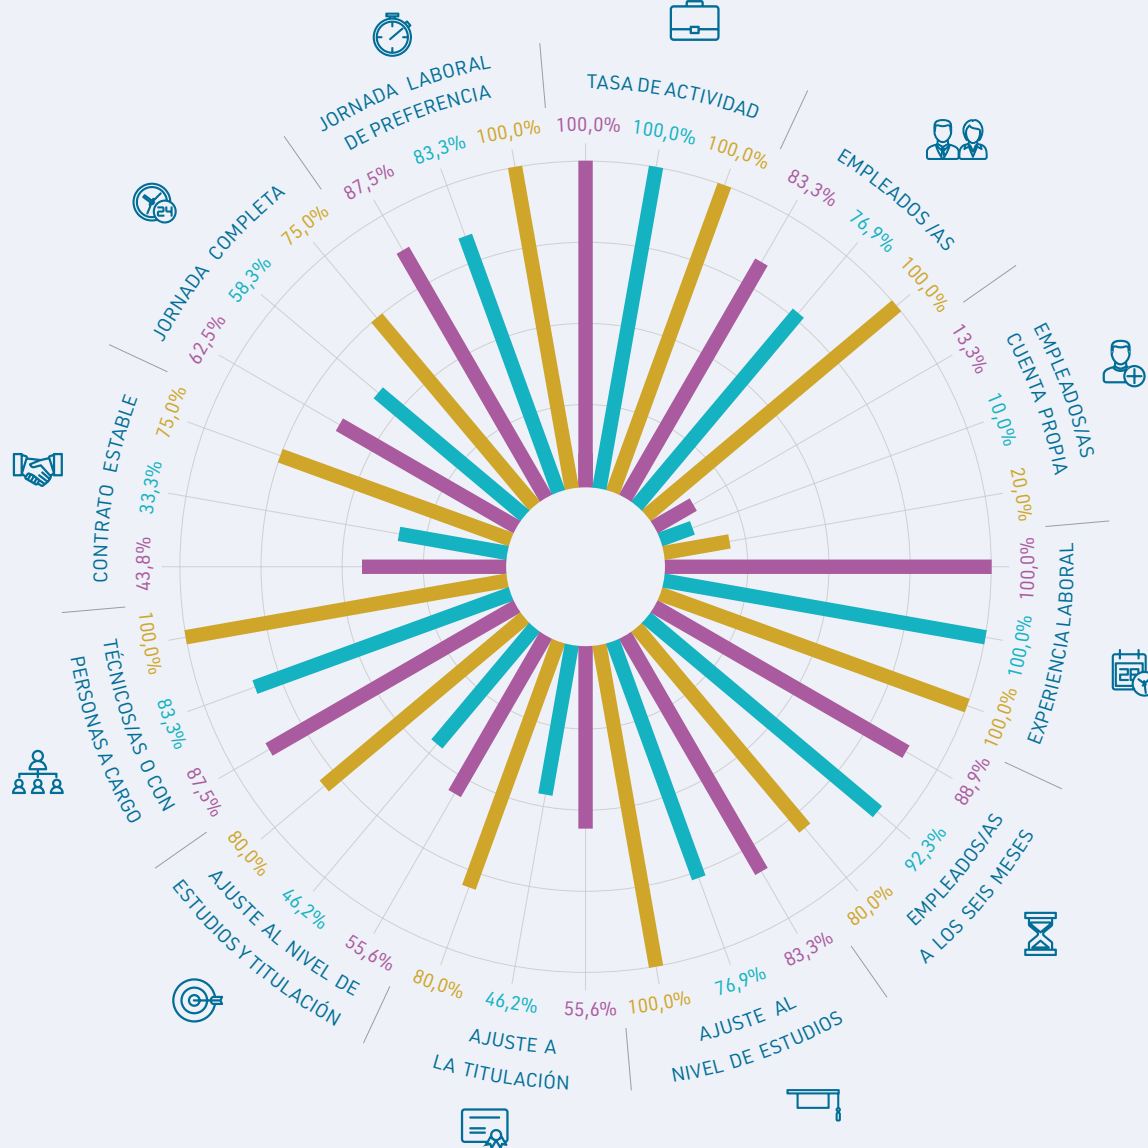 TASA DE ACTIVIDAD
100,0%
100,0%
100,0%
EMPLEADOS/AS
83,3%
76,9%
100,0%
EMPLEADOS/AS
CUENTA PROPIA
13,3%
10,0%
20,0%
EXPERIENCIA LABORAL
100,0%
100,0%
100,0%
EMPLEADOS/AS
A LOS SEIS MESES
88,9%
92,3%
80,0%
AJUSTE AL
NIVEL DE ESTUDIOS
83,3%
76,9%
100,0%
AJUSTE A
LA TITULACIÓN
55,6%
46,2%
80,0%
AJUSTE AL NIVEL DE
ESTUDIOS Y TITULACIÓN
55,6%
46,2%
80,0%
TÉCNICOS/AS O CON
PERSONAS A CARGO
87,5%
83,3%
100,0%
CONTRATO ESTABLE
43,8%
33,3%
75,0%
JORNADA COMPLETA
62,5%
58,3%
75,0%
24
JORNADA LABORAL
DE PREFERENCIA
87,5%
83,3%
100,0%